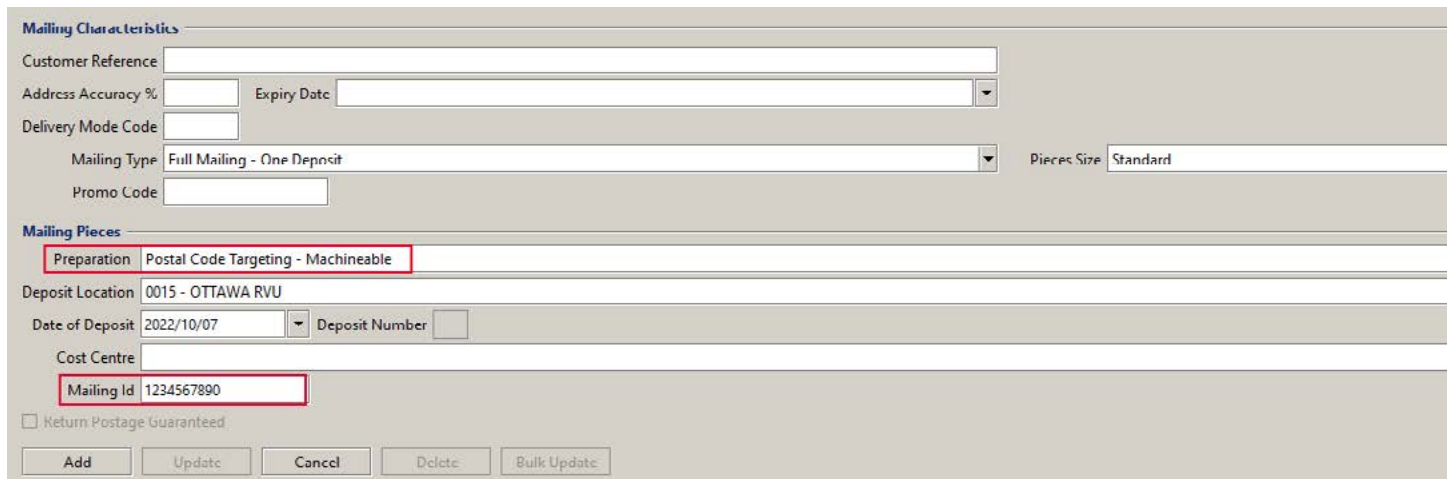 Mailing Characteristics
Customer Reference
Address Accuracy % Expiry Date
Delivery Mode Code
Mailing Type Full Mailing - One Deposit Pieces Size Standard
Promo Code
Mailing Pieces
Preparation Postal Code Targeting - Machineable
Deposit Location 0015 - OTTAWA RVU
Date of Deposit 2022/10/07 Deposit Number
Cost Centre
Mailing Id 1234567890
Return Postage Guaranteed
Add Update Cancel Delete Bulk Update